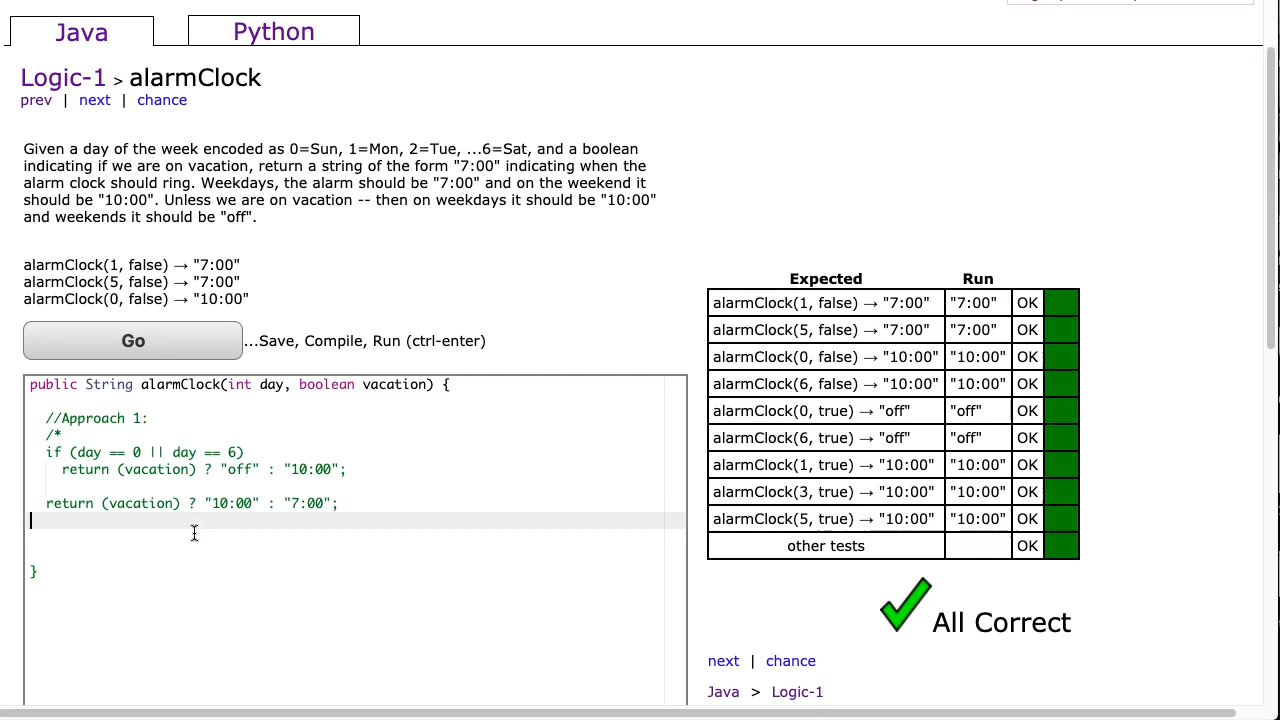 Java
Python
Logic-1 > alarmClock
prev | next | chance
Given a day of the week encoded as 0=Sun, 1=Mon, 2=Tue, ...6=Sat, and a boolean
indicating if we are on vacation, return a string of the form "7:00" indicating when the
alarm clock should ring. Weekdays, the alarm should be "7:00" and on the weekend it
should be "10:00". Unless we are on vacation -- then on weekdays it should be "10:00"
and weekends it should be "off".
alarmClock(1, false) → "7:00"
alarmClock(5, false) → "7:00"
alarmClock(0, false) → "10:00"
Go
...Save, Compile, Run (ctrl-enter)
public String alarmClock(int day, boolean vacation) {
//Approach 1:
/*
if (day == 0 || day == 6)
return (vacation) ? "off" : "10:00";
return (vacation) ? "10:00" : "7:00";
}
Expected Run
alarmClock(1, false) → "7:00" "7:00" OK
alarmClock(5, false) → "7:00" "7:00" OK
alarmClock(0, false) → "10:00" "10:00" OK
alarmClock(6, false) → "10:00" "10:00" OK
alarmClock(0, true) → "off" "off" OK
alarmClock(6, true) → "off" "off" OK
alarmClock(1, true) → "10:00" "10:00" OK
alarmClock(3, true) → "10:00" "10:00" OK
alarmClock(5, true) → "10:00" "10:00" OK
other tests OK
All Correct
next | chance
Java > Logic-1